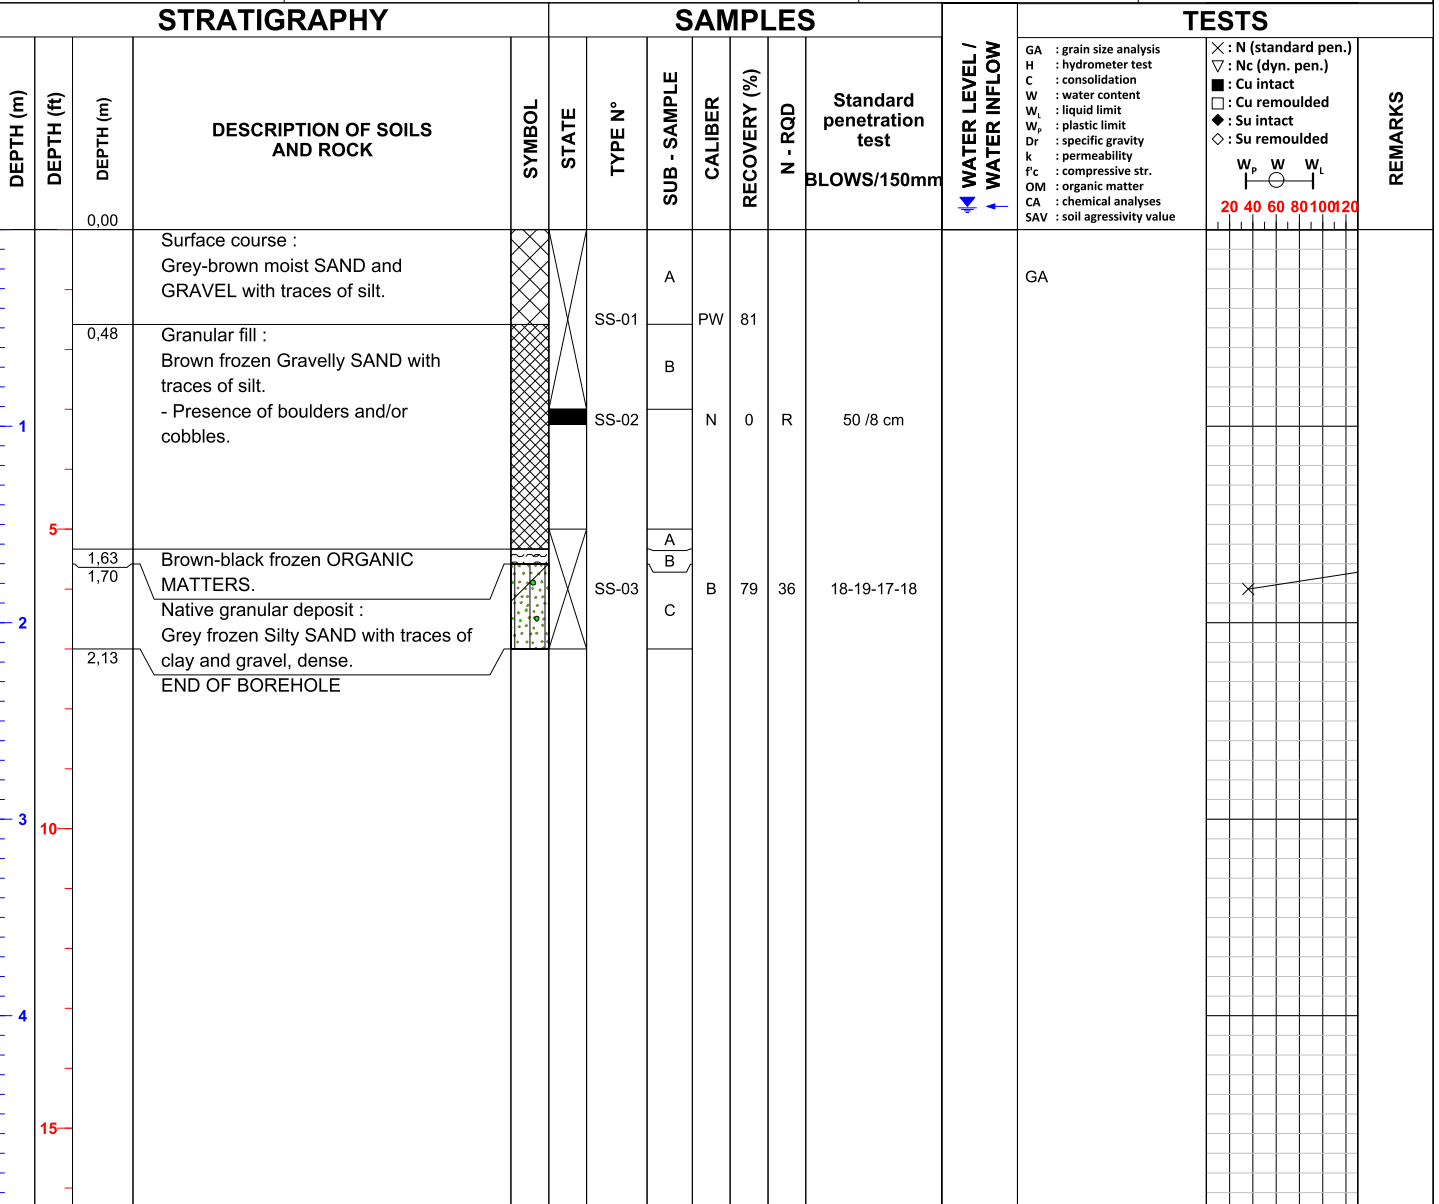 STRATIGRAPHY
SAMPLES
TESTS
DEPTH (m)
DEPTH (ft)
DEPTH (m)
0,00
DESCRIPTION OF SOILS
AND ROCK
SYMBOL
STATE
TYPE N°
SUB - SAMPLE
CALIBER
RECOVERY (%)
N - RQD
Standard
penetration
test
BLOWS/150mm
WATER LEVEL /
WATER INFLOW
GA : grain size analysis
H : hydrometer test
C : consolidation
W : water content
WL : liquid limit
WP : plastic limit
Dr : specific gravity
k : permeability
f'c : compressive str.
OM : organic matter
CA : chemical analyses
SAV : soil agressivity value
: N (standard pen.)
: Nc (dyn. pen.)
: Cu intact
: Cu remoulded
: Su intact
: Su remoulded
WP W WL
20 40 60 80 100 120
REMARKS
Surface course :
Grey-brown moist SAND and
GRAVEL with traces of silt.
A
GA
SS-01 PW 81
0,48 Granular fill :
Brown frozen Gravelly SAND with
traces of silt.
- Presence of boulders and/or
cobbles.
B
1
SS-02 N 0 R 50 /8 cm
5
A
1,63 Brown-black frozen ORGANIC
MATTERS.
B
1,70
SS-03 B 79 36 18-19-17-18
Native granular deposit :
Grey frozen Silty SAND with traces of
clay and gravel, dense.
C
2
2,13
END OF BOREHOLE
3
10
4
15